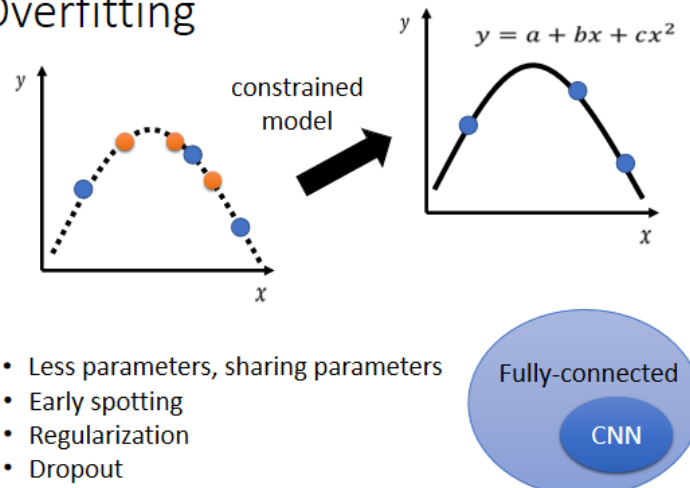 Overfitting
y
constrained
model
x
y
y = a + bx + cx²
x
• Less parameters, sharing parameters
• Early spotting
• Regularization
• Dropout
Fully-connected
CNN